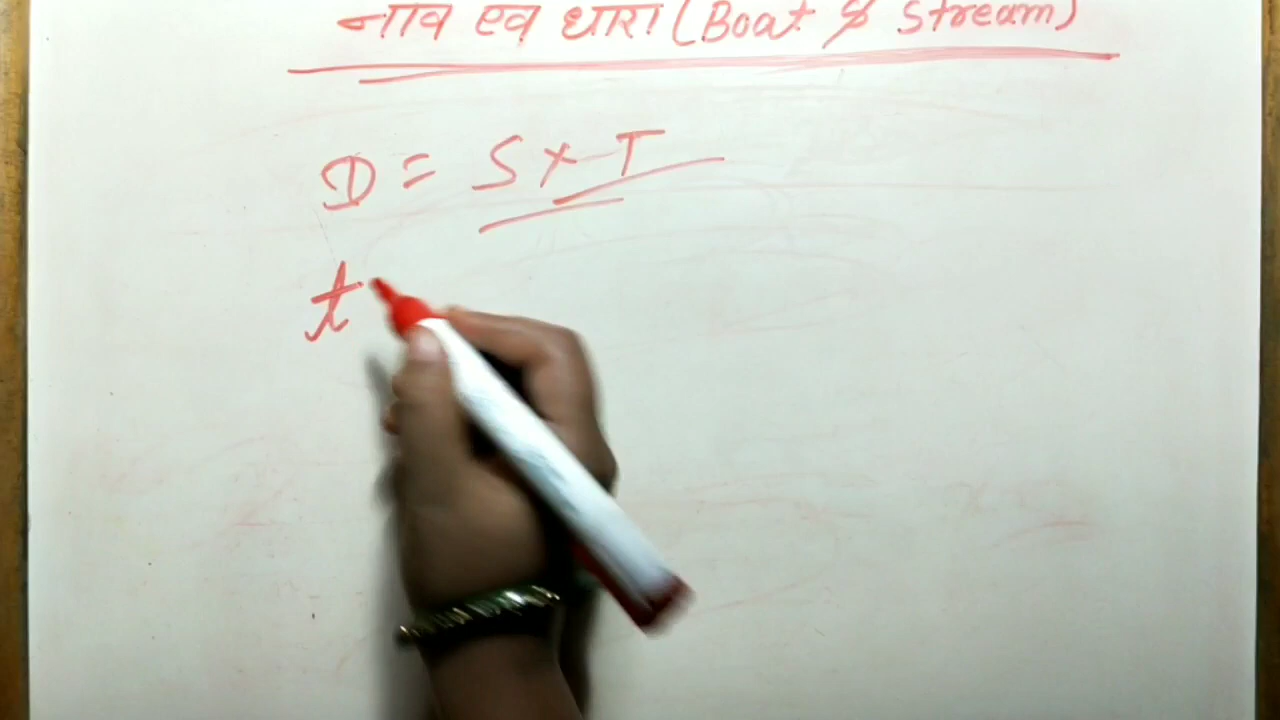 नाव एव धारा (Boat & Stream)
D = S × T
t